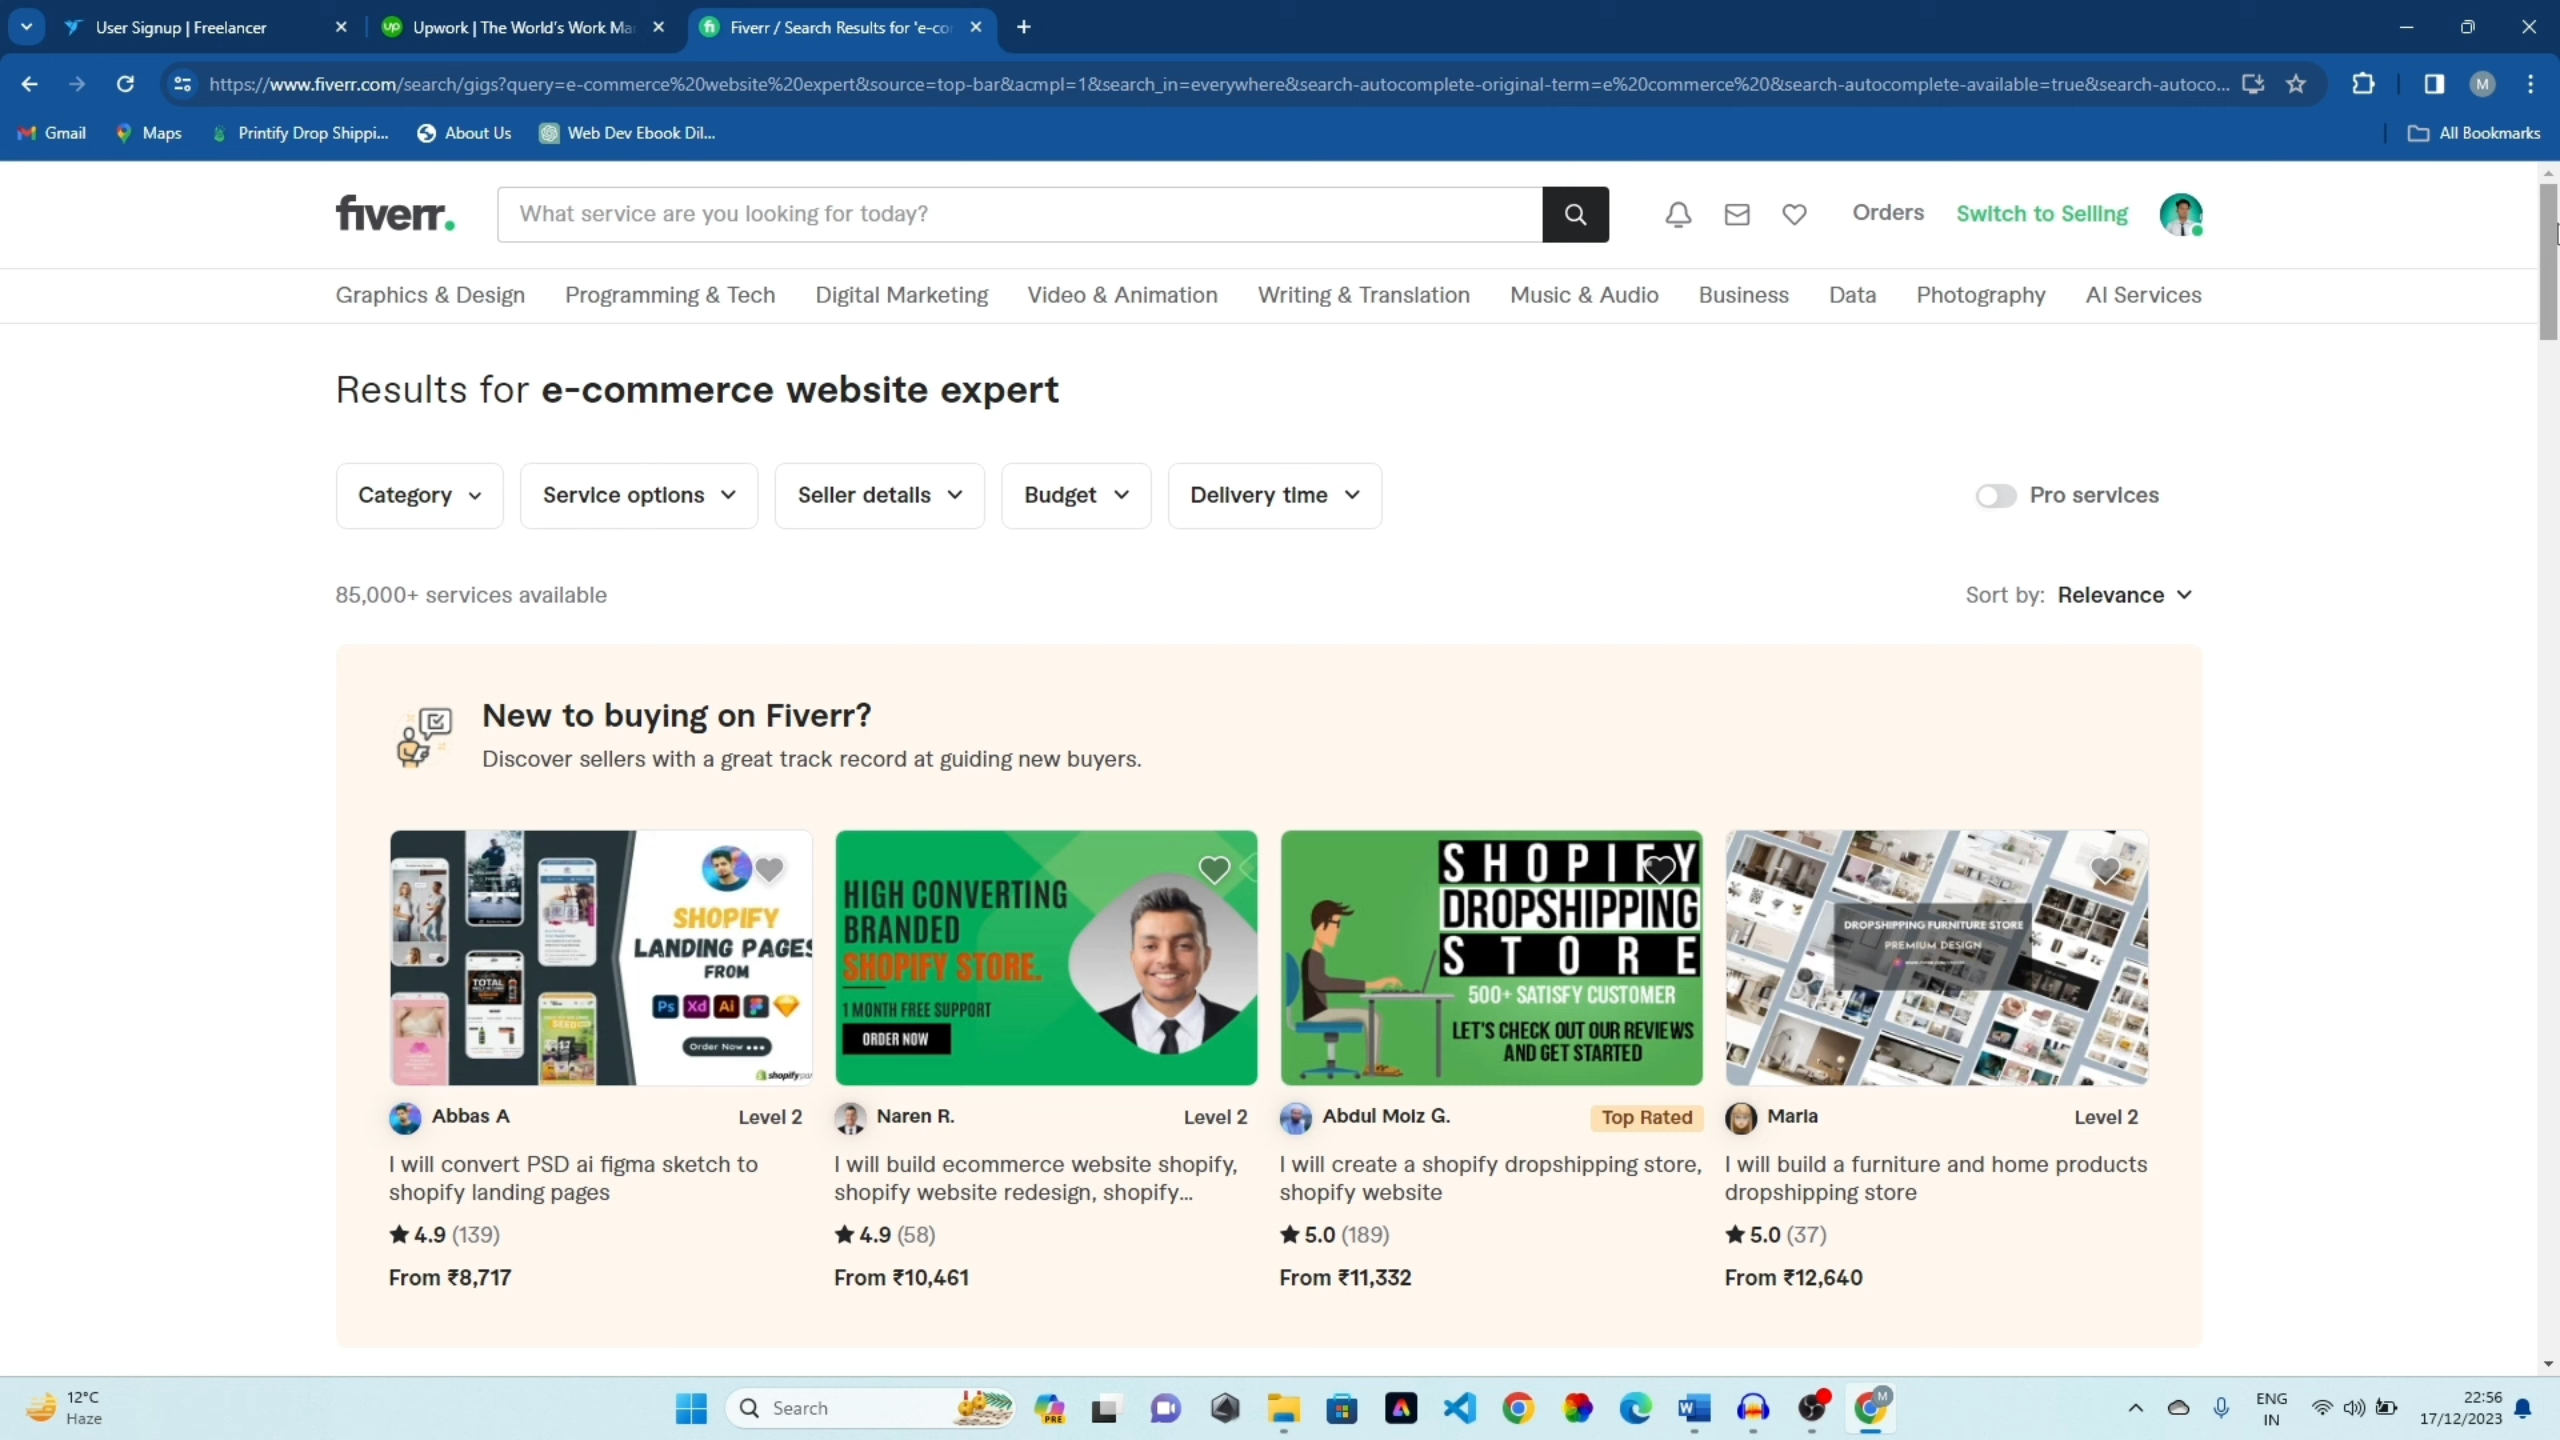 User Signup | Freelancer
Upwork | The World's Work Ma
Fiverr / Search Results for 'e-co
https://www.fiverr.com/search/gigs?query=e-commerce%20website%20expert&source=top-bar&acmpl=1&search_in=everywhere&search-autocomplete-original-term=e%20commerce%20&search-autocomplete-available=true&search-autoco...
Gmail
Maps
Printify Drop Shippi...
About Us
Web Dev Ebook Dil...
All Bookmarks
fiverr.
What service are you looking for today?
Orders
Switch to Selling
Graphics & Design
Programming & Tech
Digital Marketing
Video & Animation
Writing & Translation
Music & Audio
Business
Data
Photography
AI Services
Results for e-commerce website expert
Category
Service options
Seller details
Budget
Delivery time
Pro services
85,000+ services available
Sort by: Relevance
New to buying on Fiverr?
Discover sellers with a great track record at guiding new buyers.
SHOPIFY
LANDING PAGES
FROM
Ps Xd Ai
Order Now
TOTAL
HIGH CONVERTING
BRANDED
SHOPIFY STORE.
1 MONTH FREE SUPPORT
ORDER NOW
SHOPIFY
DROPSHIPPING
STORE
500+ SATISFY CUSTOMER
LET'S CHECK OUT OUR REVIEWS
AND GET STARTED
DROPSHIPPING FURNITURE STORE
PREMIUM DESIGN
Abbas A
Level 2
I will convert PSD ai figma sketch to
shopify landing pages
4.9 (139)
From ₹8,717
Naren R.
Level 2
I will build ecommerce website shopify,
shopify website redesign, shopify...
4.9 (58)
From ₹10,461
Abdul Moiz G.
Top Rated
I will create a shopify dropshipping store,
shopify website
5.0 (189)
From ₹11,332
Maria
Level 2
I will build a furniture and home products
dropshipping store
5.0 (37)
From ₹12,640
12°C
Haze
Search
PRE
M
ENG
IN
22:56
17/12/2023